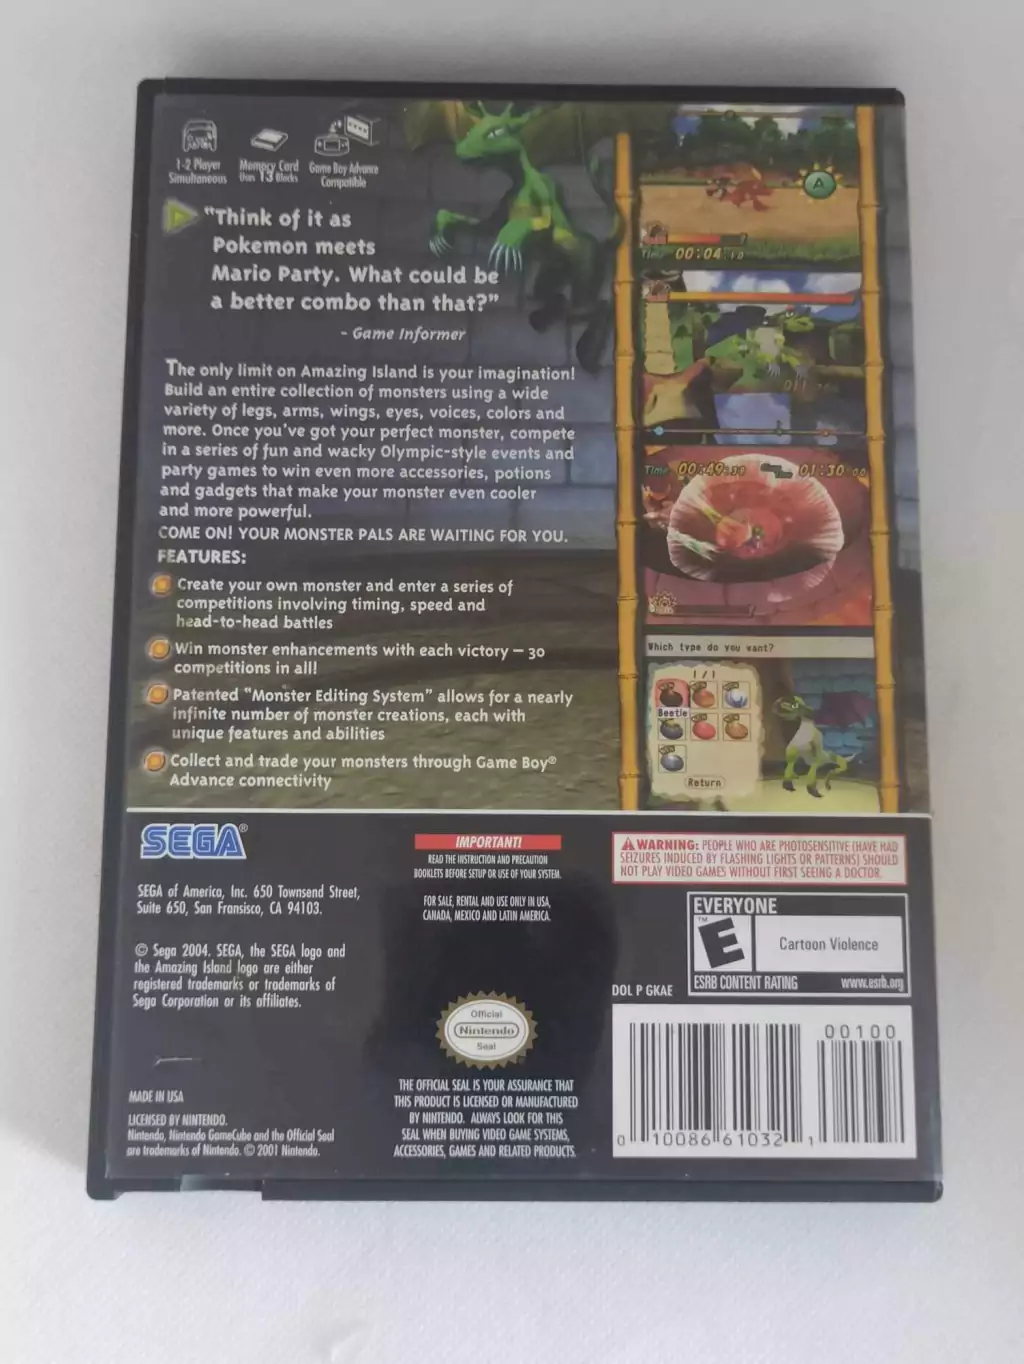 1-2 Player
Simultaneous
Memory Card
Uses 13 Blocks
Game Boy Advance
Compatible
"Think of it as
Pokemon meets
Mario Party. What could be
a better combo than that?"
- Game Informer
The only limit on Amazing Island is your imagination!
Build an entire collection of monsters using a wide
variety of legs, arms, wings, eyes, voices, colors and
more. Once you've got your perfect monster, compete
in a series of fun and wacky Olympic-style events and
party games to win even more accessories, potions
and gadgets that make your monster even cooler
and more powerful.
COME ON! YOUR MONSTER PALS ARE WAITING FOR YOU.
FEATURES:
Create your own monster and enter a series of
competitions involving timing, speed and
head-to-head battles
Win monster enhancements with each victory – 30
competitions in all!
Patented "Monster Editing System" allows for a nearly
infinite number of monster creations, each with
unique features and abilities
Collect and trade your monsters through Game Boy®
Advance connectivity
A
Time 00:04:10
Time 00:49:38
01:30:00
Which type do you want?
1/1
Beetle
Return
SEGA®
SEGA of America, Inc. 650 Townsend Street,
Suite 650, San Fransisco, CA 94103.
© Sega 2004. SEGA, the SEGA logo and
the Amazing Island logo are either
registered trademarks or trademarks of
Sega Corporation or its affiliates.
MADE IN USA
LICENSED BY NINTENDO.
Nintendo, Nintendo GameCube and the Official Seal
are trademarks of Nintendo. © 2001 Nintendo.
IMPORTANT!
READ THE INSTRUCTION AND PRECAUTION
BOOKLETS BEFORE SETUP OR USE OF YOUR SYSTEM.
FOR SALE, RENTAL AND USE ONLY IN USA,
CANADA, MEXICO AND LATIN AMERICA.
Official
Nintendo
Seal
THE OFFICIAL SEAL IS YOUR ASSURANCE THAT
THIS PRODUCT IS LICENSED OR MANUFACTURED
BY NINTENDO. ALWAYS LOOK FOR THIS
SEAL WHEN BUYING VIDEO GAME SYSTEMS,
ACCESSORIES, GAMES AND RELATED PRODUCTS.
WARNING: PEOPLE WHO ARE PHOTOSENSITIVE (HAVE HAD
SEIZURES INDUCED BY FLASHING LIGHTS OR PATTERNS) SHOULD
NOT PLAY VIDEO GAMES WITHOUT FIRST SEEING A DOCTOR.
EVERYONE
TM
E
Cartoon Violence
ESRB CONTENT RATING www.esrb.org
DOL P GKAE
00100
0 10086 61032 1